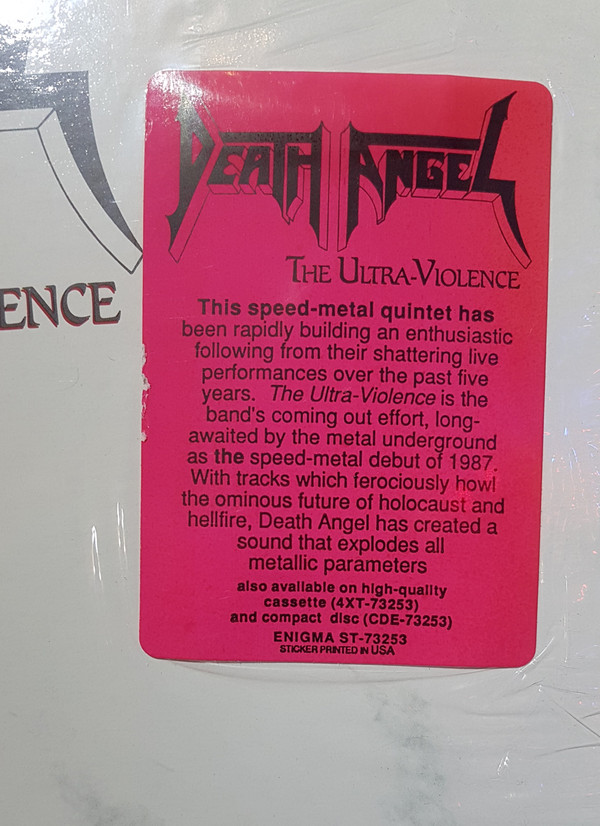 DEATH ANGEL
THE ULTRA-VIOLENCE
ENCE
This speed-metal quintet has
been rapidly building an enthusiastic
following from their shattering live
performances over the past five
years. The Ultra-Violence is the
band's coming out effort, long-
awaited by the metal underground
as the speed-metal debut of 1987.
With tracks which ferociously howl
the ominous future of holocaust and
hellfire, Death Angel has created a
sound that explodes all
metallic parameters
also available on high-quality
cassette (4XT-73253)
and compact disc (CDE-73253)
ENIGMA ST-73253
STICKER PRINTED IN USA